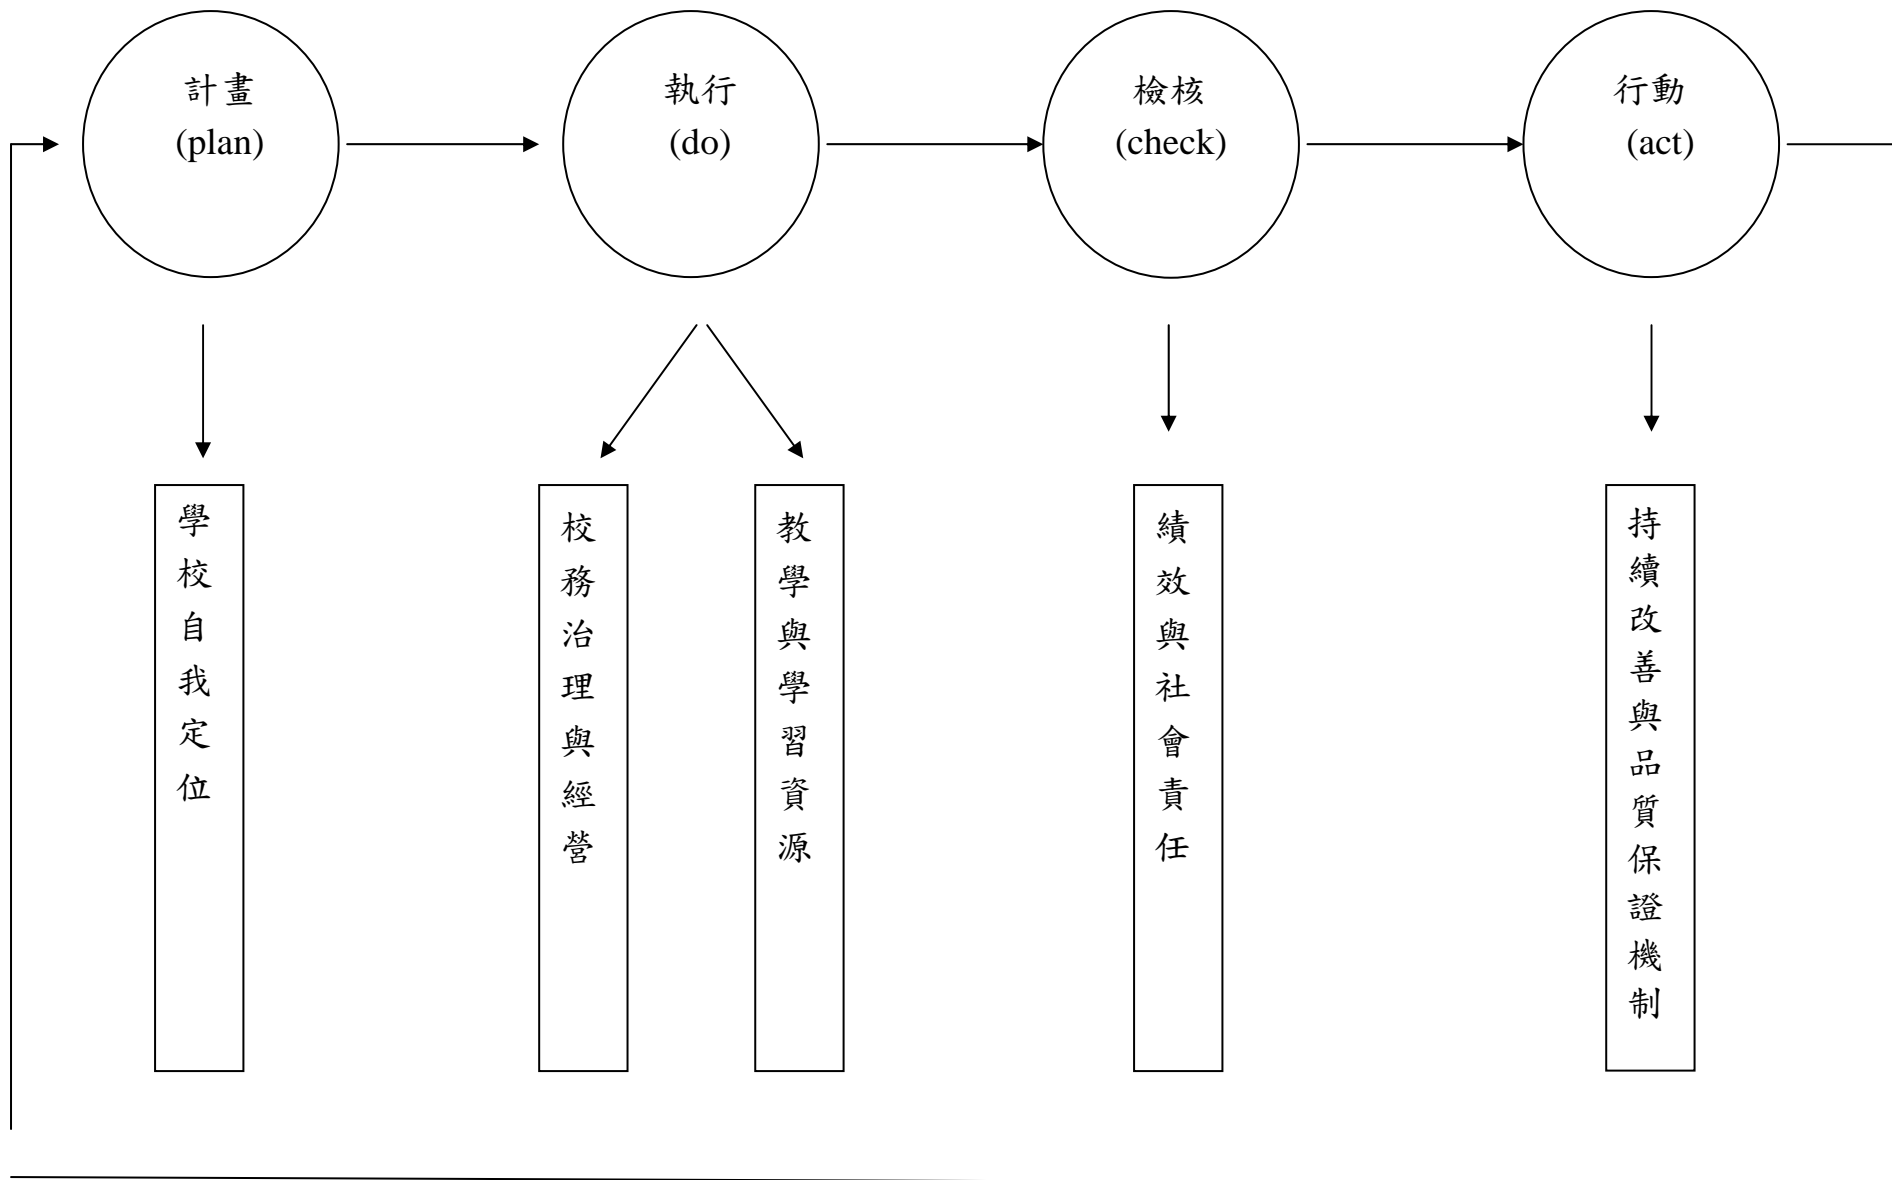 計畫
(plan)
執行
(do)
檢核
(check)
行動
(act)
學校自我定位
校務治理與經營
教學與學習資源
績效與社會責任
持續改善與品質保證機制